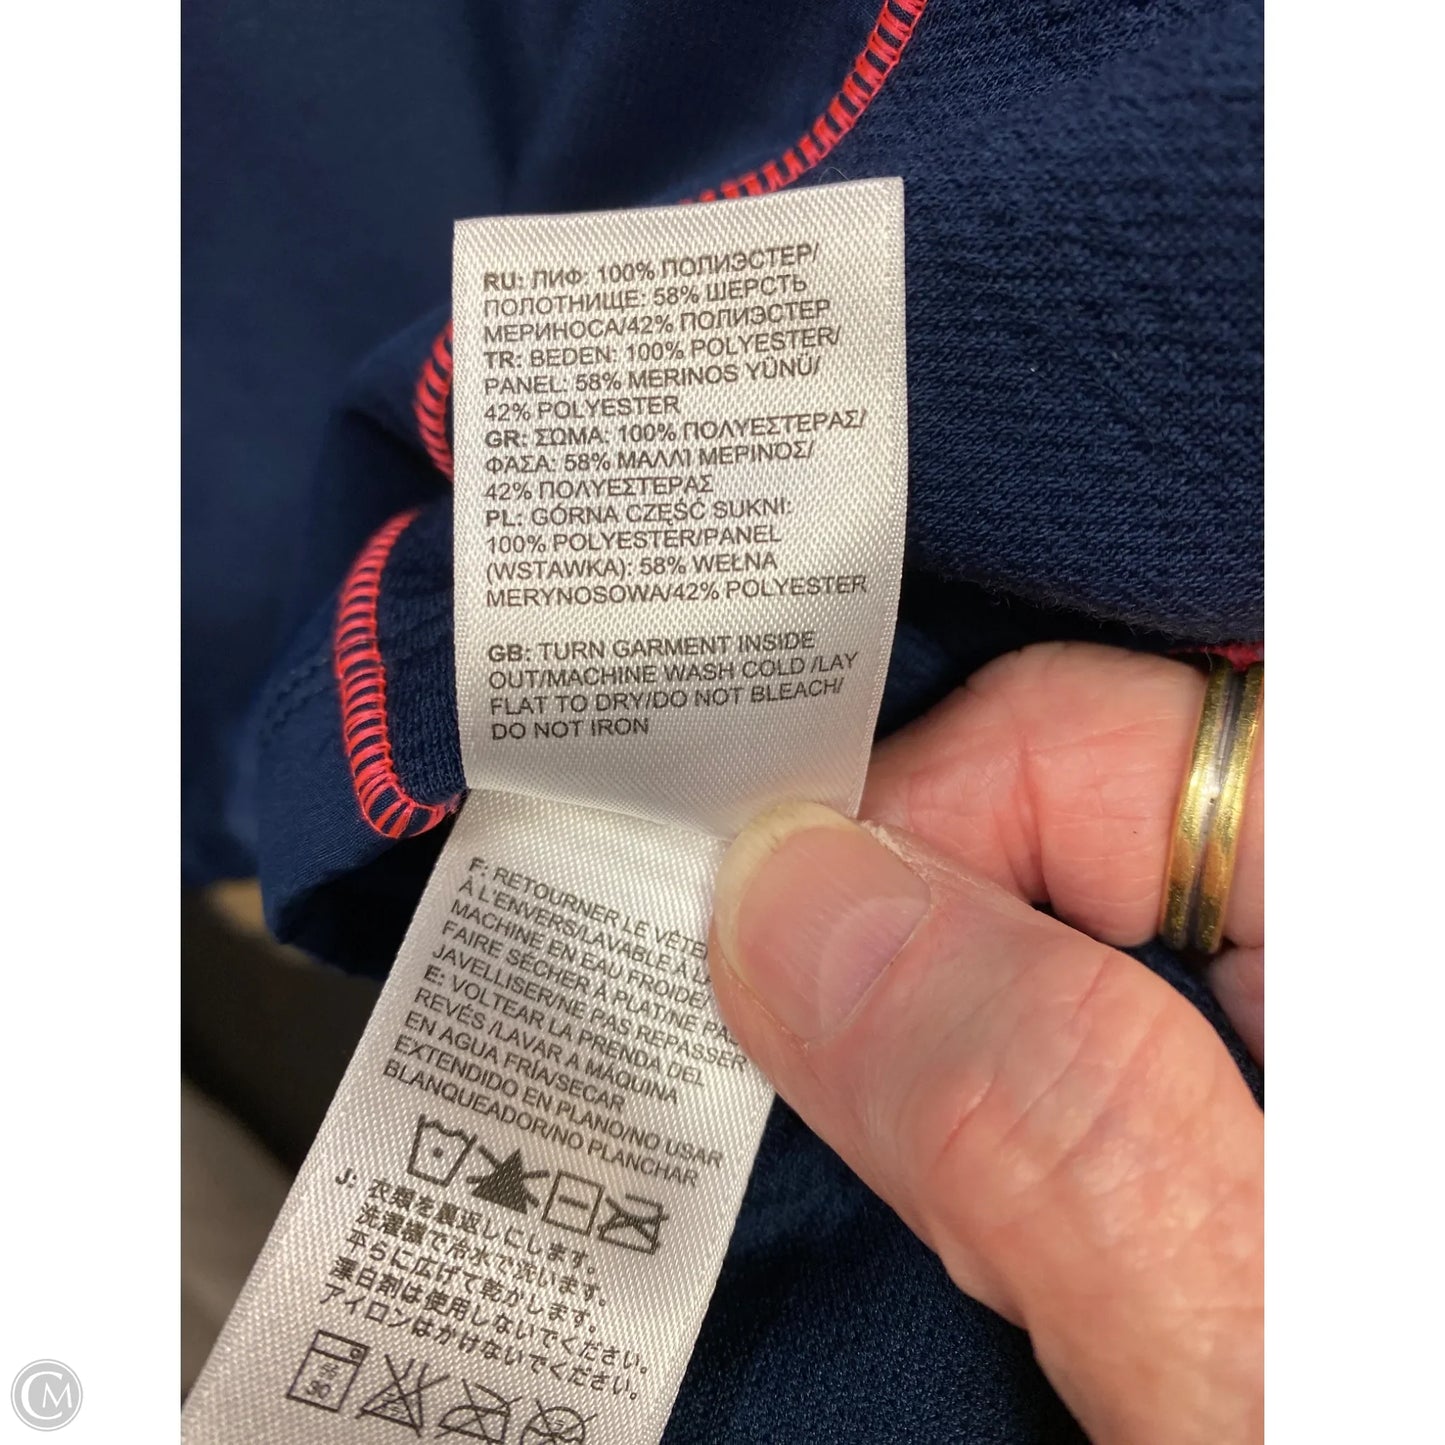 RU: ЛИФ: 100% ПОЛИЭСТЕР/
ПОЛОТНИЩЕ: 58% ШЕРСТЬ
МЕРИНОСА/42% ПОЛИЭСТЕР
TR: BEDEN: 100% POLYESTER/
PANEL: 58% MERINOS YÜNÜ/
42% POLYESTER
GR: ΣΩΜΑ: 100% ΠΟΛΥΕΣΤΕΡΑΣ/
ΦΑΣΑ: 58% ΜΑΛΛΊ ΜΕΡΙΝΌΣ/
42% ΠΟΛΥΕΣΤΕΡΑΣ
PL: GÓRNA CZĘŚĆ SUKNI:
100% POLYESTER/PANEL
(WSTAWKA): 58% WEŁNA
MERYNOSOWA/42% POLYESTER
GB: TURN GARMENT INSIDE
OUT/MACHINE WASH COLD /LAY
FLAT TO DRY/DO NOT BLEACH/
DO NOT IRON
F: RETOURNER LE
À L'ENVERS/LAVABLE À
MACHINE EN EAU FROIDE/
FAIRE SÉCHER À PLAT/NE PAS
JAVELLISER/NE PAS REPASSER
E: VOLTEAR LA PRENDA DEL
REVÉS /LAVAR A MÁQUINA
EN AGUA FRÍA/SECAR
EXTENDIDO EN PLANO/NO USAR
BLANQUEADOR/NO PLANCHAR
J: 衣類を裏返しにします。
洗濯機で冷水で洗います。
平らに広げて乾かします。
漂白剤は使用しないでください。
アイロンはかけないでください。
30
CM